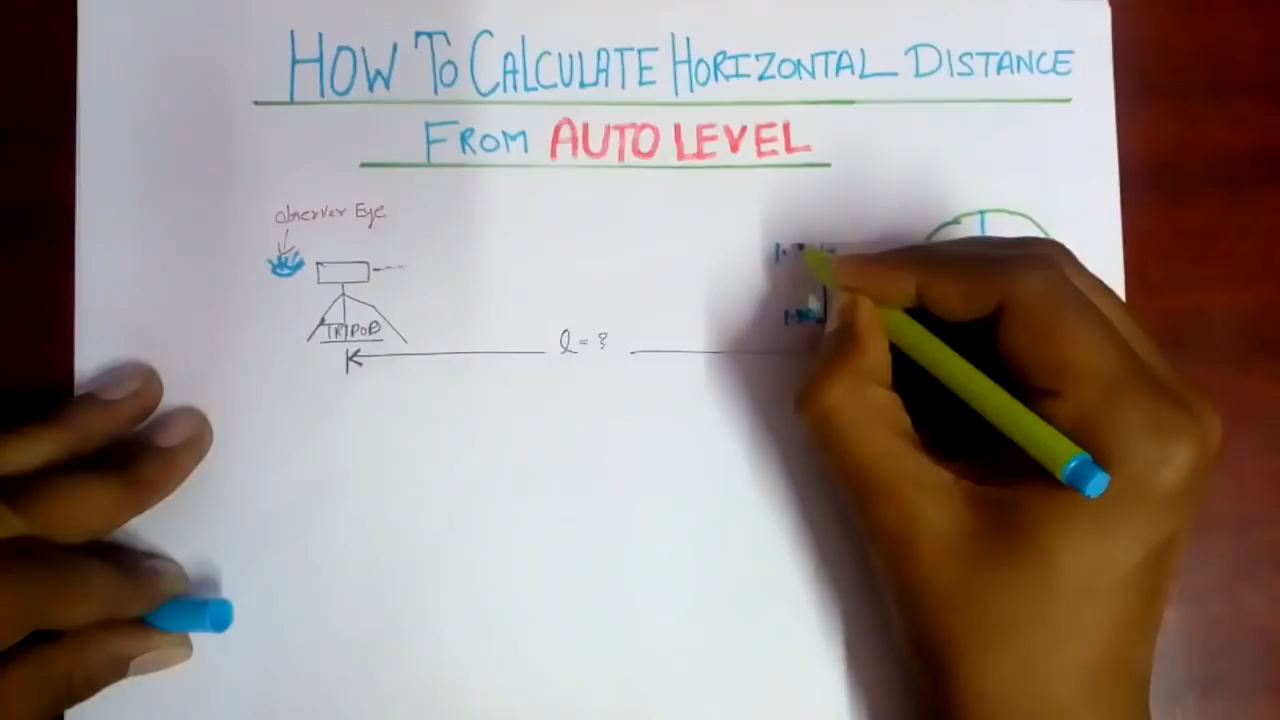 HOW TO CALCULATE HORIZONTAL DISTANCE
FROM AUTO LEVEL
Observer Eye
TRIPOD
l = ?